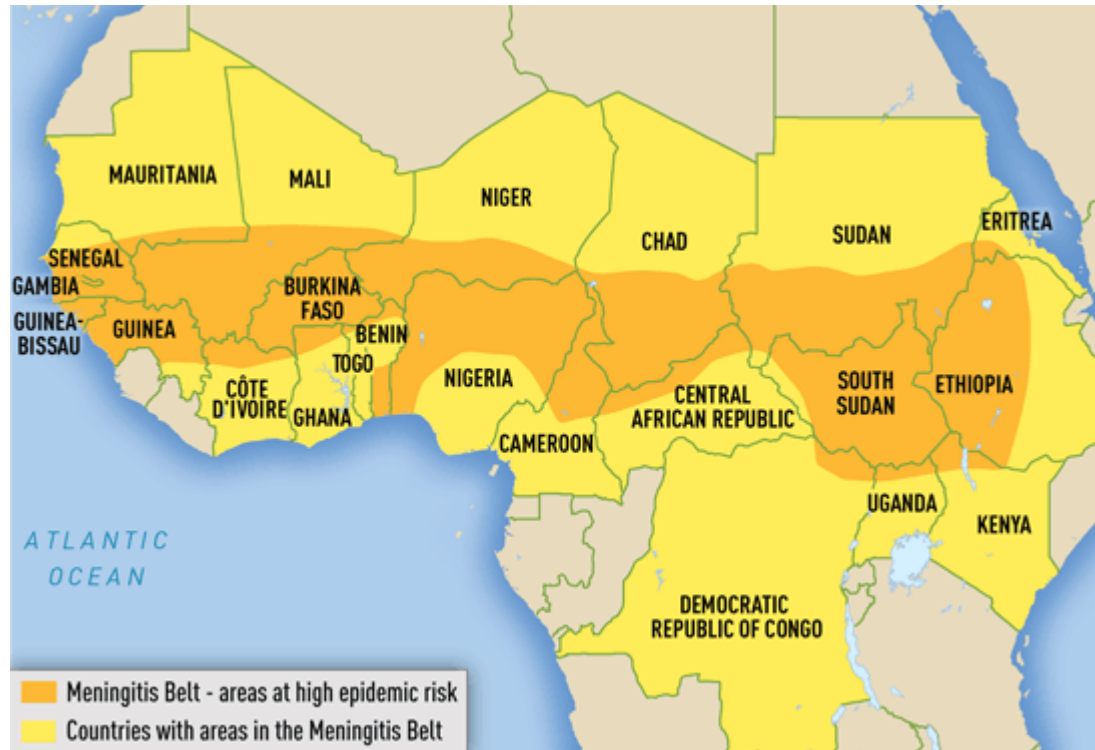 MAURITANIA
MALI
NIGER
CHAD
SUDAN
ERITREA
SENEGAL
GAMBIA
GUINEA-
BISSAU
GUINEA
BURKINA
FASO
BENIN
TOGO
CÔTE
D'IVOIRE
GHANA
NIGERIA
CAMEROON
CENTRAL
AFRICAN REPUBLIC
SOUTH
SUDAN
ETHIOPIA
UGANDA
KENYA
DEMOCRATIC
REPUBLIC OF CONGO
ATLANTIC
OCEAN
Meningitis Belt - areas at high epidemic risk
Countries with areas in the Meningitis Belt